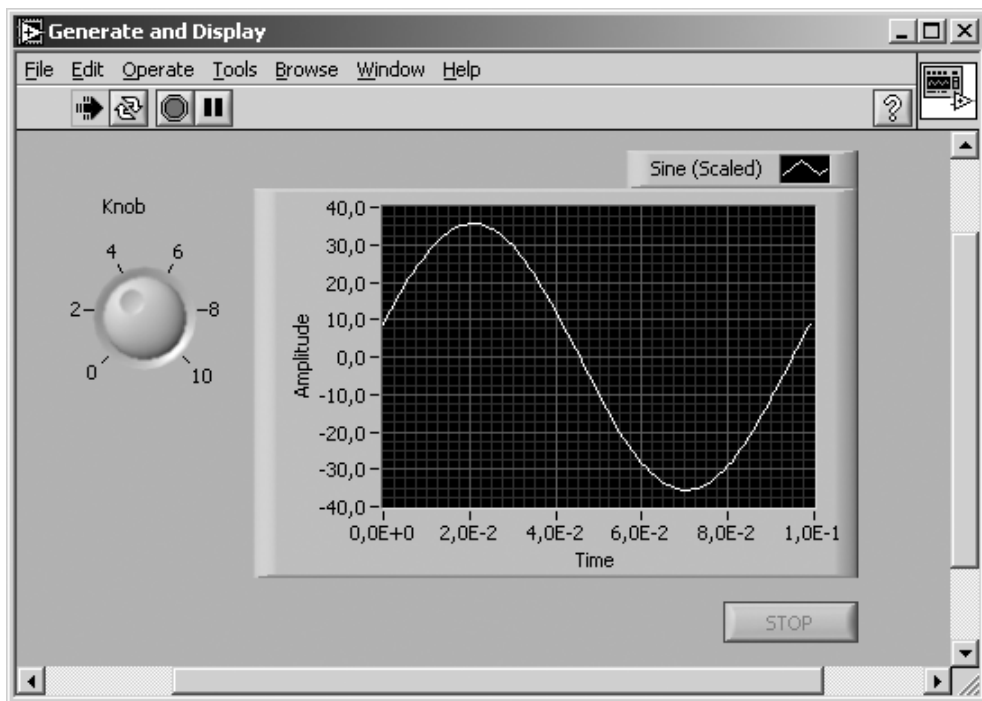 Generate and Display
File Edit Operate Tools Browse Window Help
?
Sine (Scaled)
Knob
4 6
2 8
0 10
Amplitude
40,0
30,0
20,0
10,0
0,0
-10,0
-20,0
-30,0
-40,0
0,0E+0 2,0E-2 4,0E-2 6,0E-2 8,0E-2 1,0E-1
Time
STOP